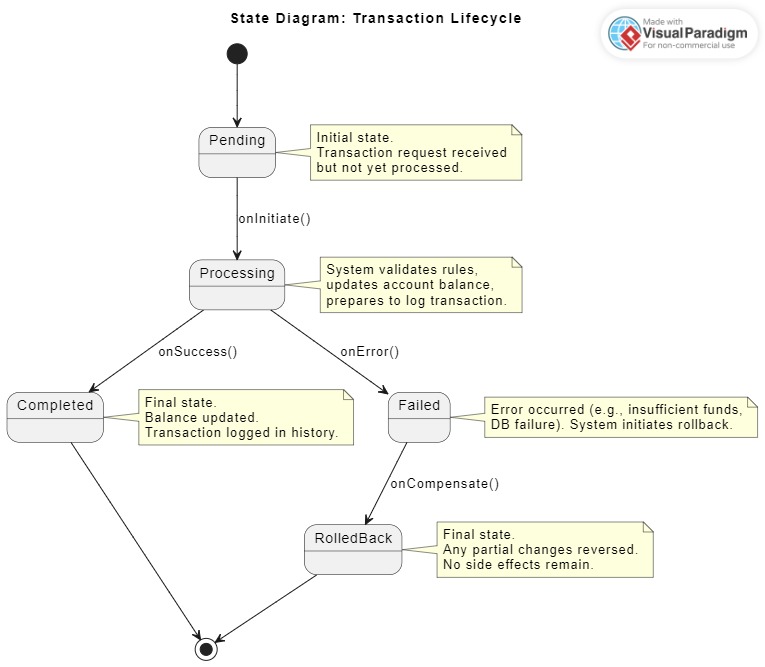 State Diagram: Transaction Lifecycle
Made with
Visual Paradigm
For non-commercial use
Pending
Initial state.
Transaction request received
but not yet processed.
onInitiate()
Processing
System validates rules,
updates account balance,
prepares to log transaction.
onSuccess()
onError()
Completed
Final state.
Balance updated.
Transaction logged in history.
Failed
Error occurred (e.g., insufficient funds,
DB failure). System initiates rollback.
onCompensate()
RolledBack
Final state.
Any partial changes reversed.
No side effects remain.